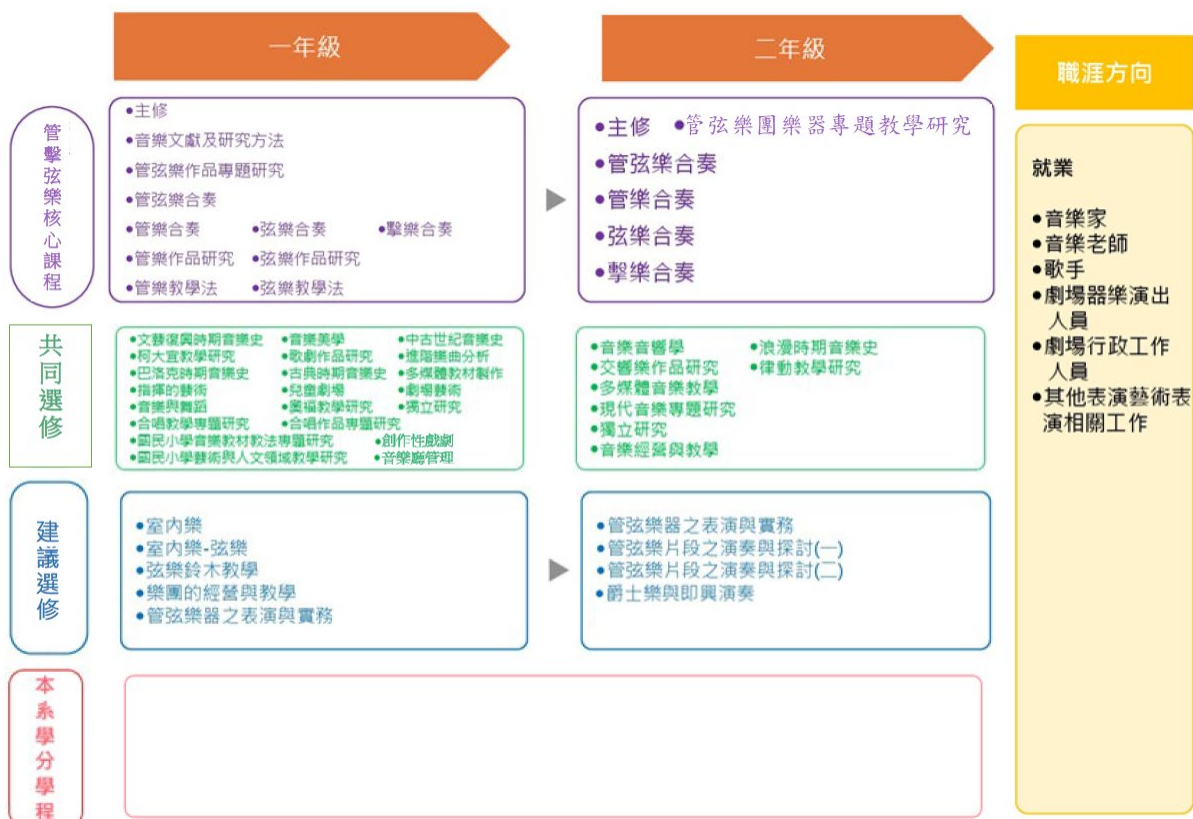 一年級
二年級
職涯方向
管擊弦樂核心課程
•主修
•音樂文獻及研究方法
•管弦樂作品專題研究
•管弦樂合奏
•管樂合奏 •弦樂合奏 •擊樂合奏
•管樂作品研究 •弦樂作品研究
•管樂教學法 •弦樂教學法
•主修 •管弦樂團樂器專題教學研究
•管弦樂合奏
•管樂合奏
•弦樂合奏
•擊樂合奏
共同選修
•文藝復興時期音樂史 •音樂美學 •中古世紀音樂史
•柯大宜教學研究 •歌劇作品研究 •進階樂曲分析
•巴洛克時期音樂史 •古典時期音樂史 •多媒體教材製作
•指揮的藝術 •兒童劇場 •劇場藝術
•音樂與舞蹈 •奧福教學研究 •獨立研究
•合唱教學專題研究 •合唱作品專題研究
•國民小學音樂教材教法專題研究 •創作性戲劇
•國民小學藝術與人文領域教學研究 •音樂廳管理
•音樂音響學 •浪漫時期音樂史
•交響樂作品研究 •律動教學研究
•多媒體音樂教學
•現代音樂專題研究
•獨立研究
•音樂經營與教學
建議選修
•室內樂
•室內樂-弦樂
•弦樂鈴木教學
•樂團的經營與教學
•管弦樂器之表演與實務
•管弦樂器之表演與實務
•管弦樂片段之演奏與探討(一)
•管弦樂片段之演奏與探討(二)
•爵士樂與即興演奏
本系學分學程
就業
•音樂家
•音樂老師
•歌手
•劇場器樂演出
人員
•劇場行政工作
人員
•其他表演藝術表
演相關工作